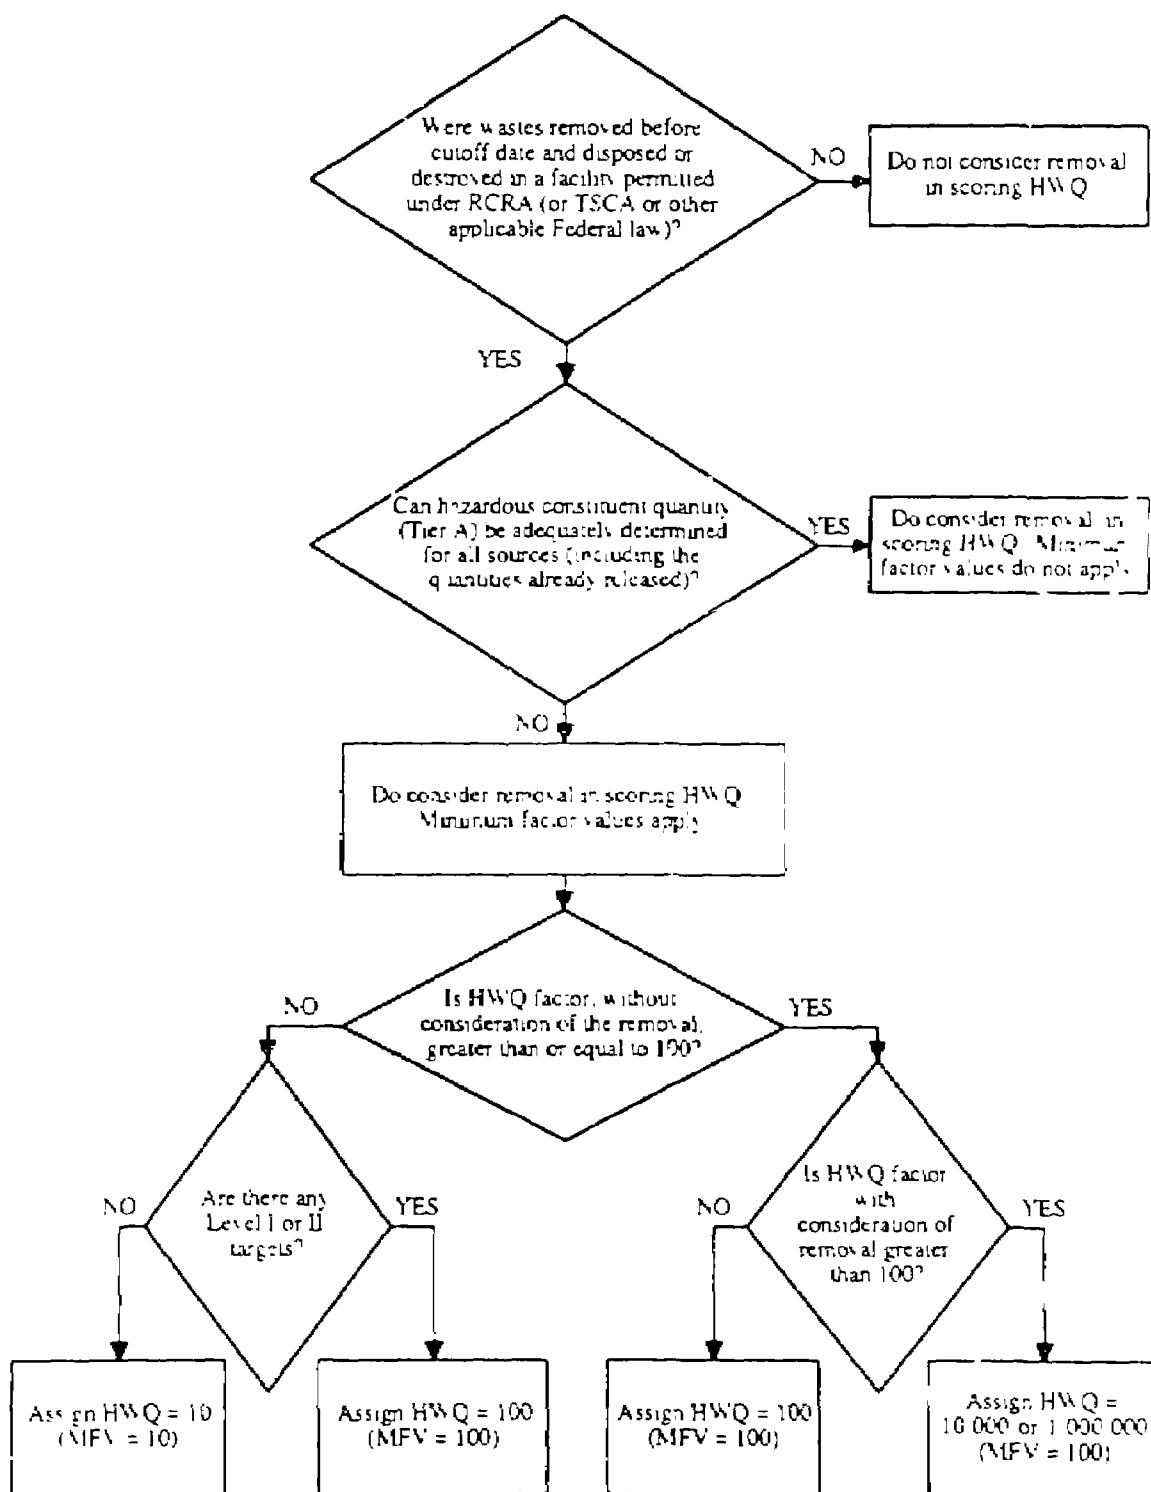 Were wastes removed before
cutoff date and disposed or
destroyed in a facility permitted
under RCRA (or TSCA or other
applicable Federal law)?
NO
Do not consider removal
in scoring HWQ
YES
Can hazardous constituent quantity
(Tier A) be adequately determined
for all sources (including the
quantities already released)?
YES
Do consider removal in
scoring HWQ. Minimum
factor values do not apply
NO
Do consider removal in scoring HWQ
Minimum factor values apply
Is HWQ factor, without
consideration of the removal,
greater than or equal to 100?
NO
YES
Are there any
Level I or II
targets?
NO
YES
Is HWQ factor
with
consideration of
removal greater
than 100?
NO
YES
Assign HWQ = 10
(MFV = 10)
Assign HWQ = 100
(MFV = 100)
Assign HWQ = 100
(MFV = 100)
Assign HWQ =
10 000 or 1 000 000
(MFV = 100)